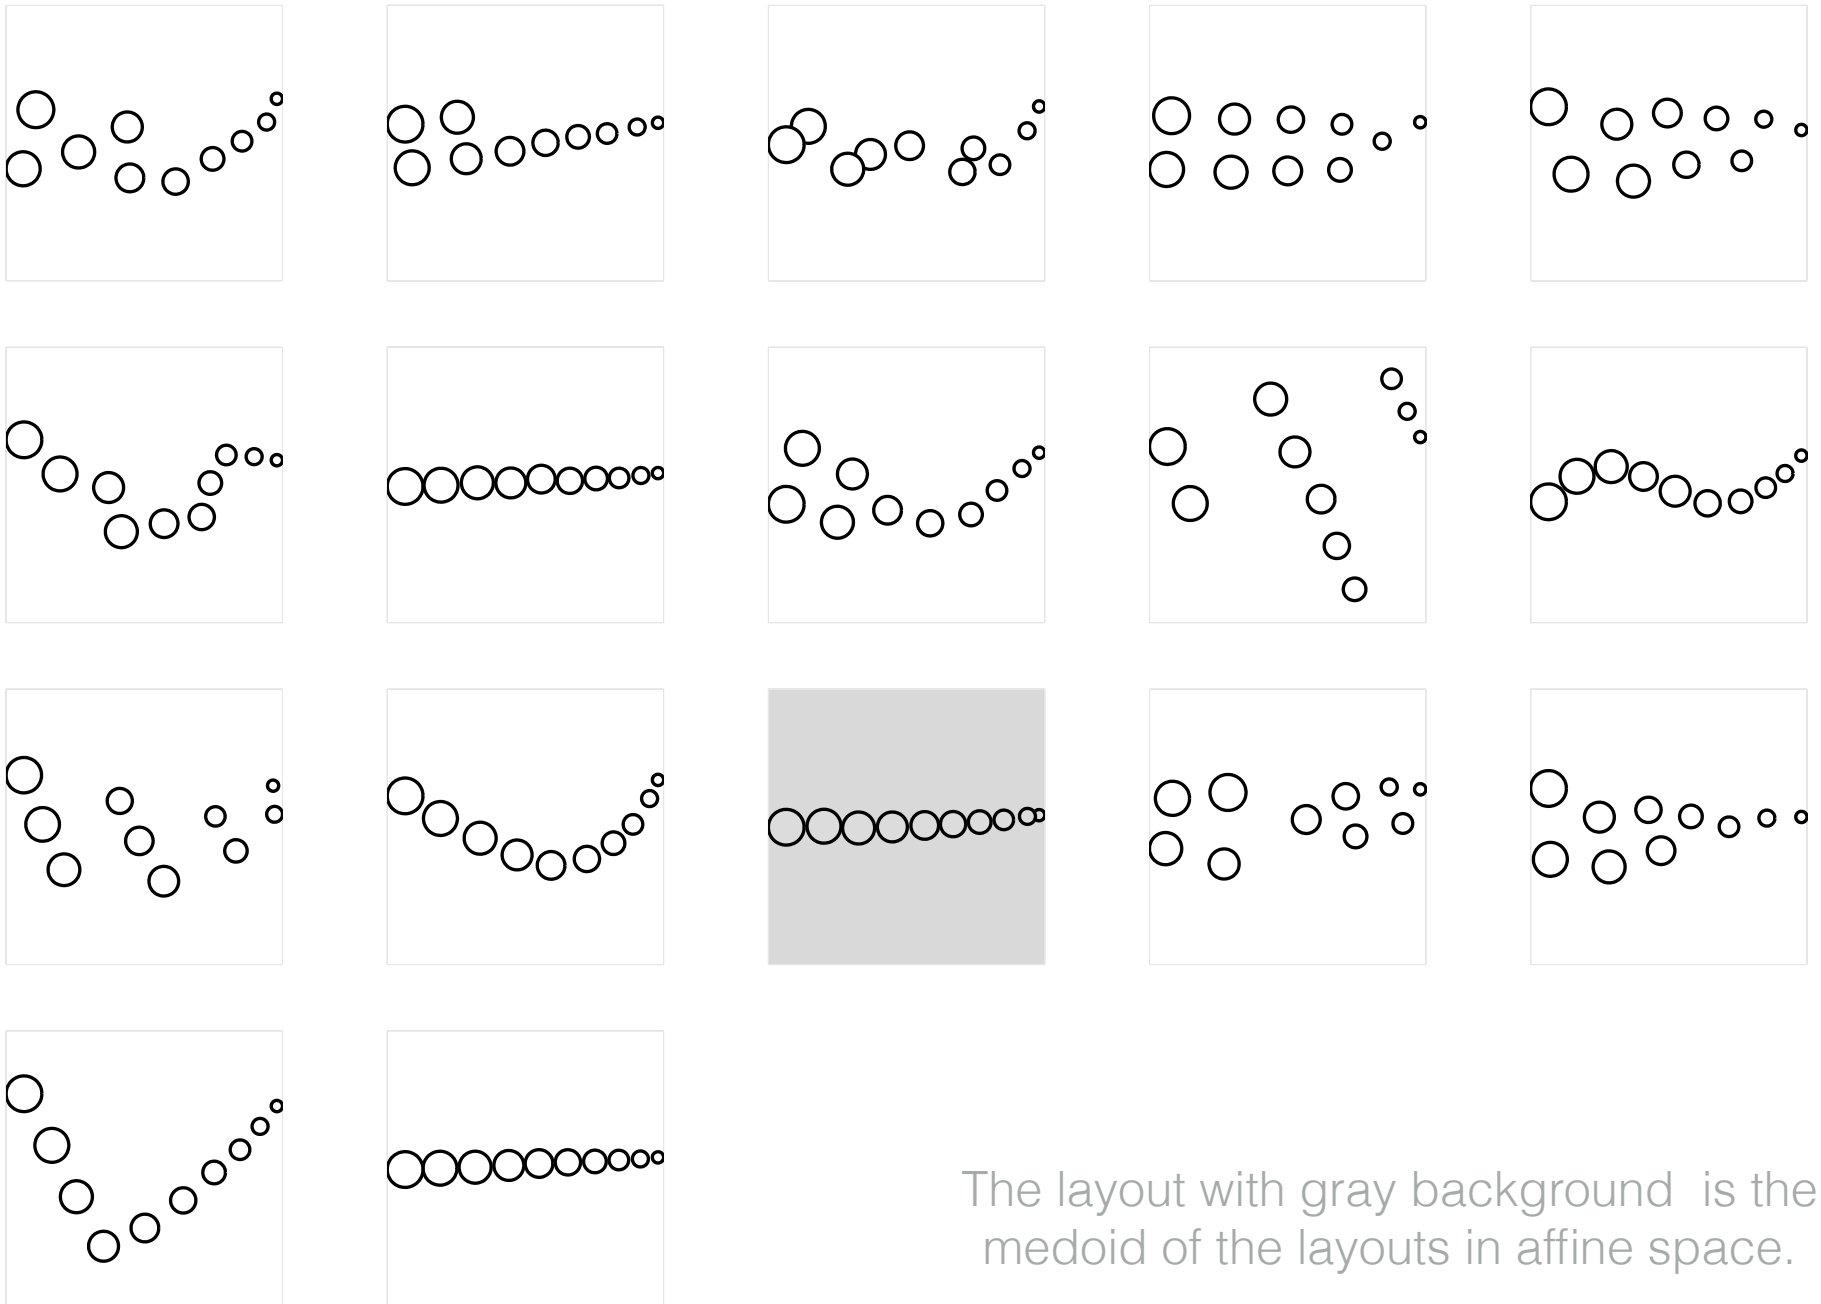 The layout with gray background is the
medoid of the layouts in affine space.